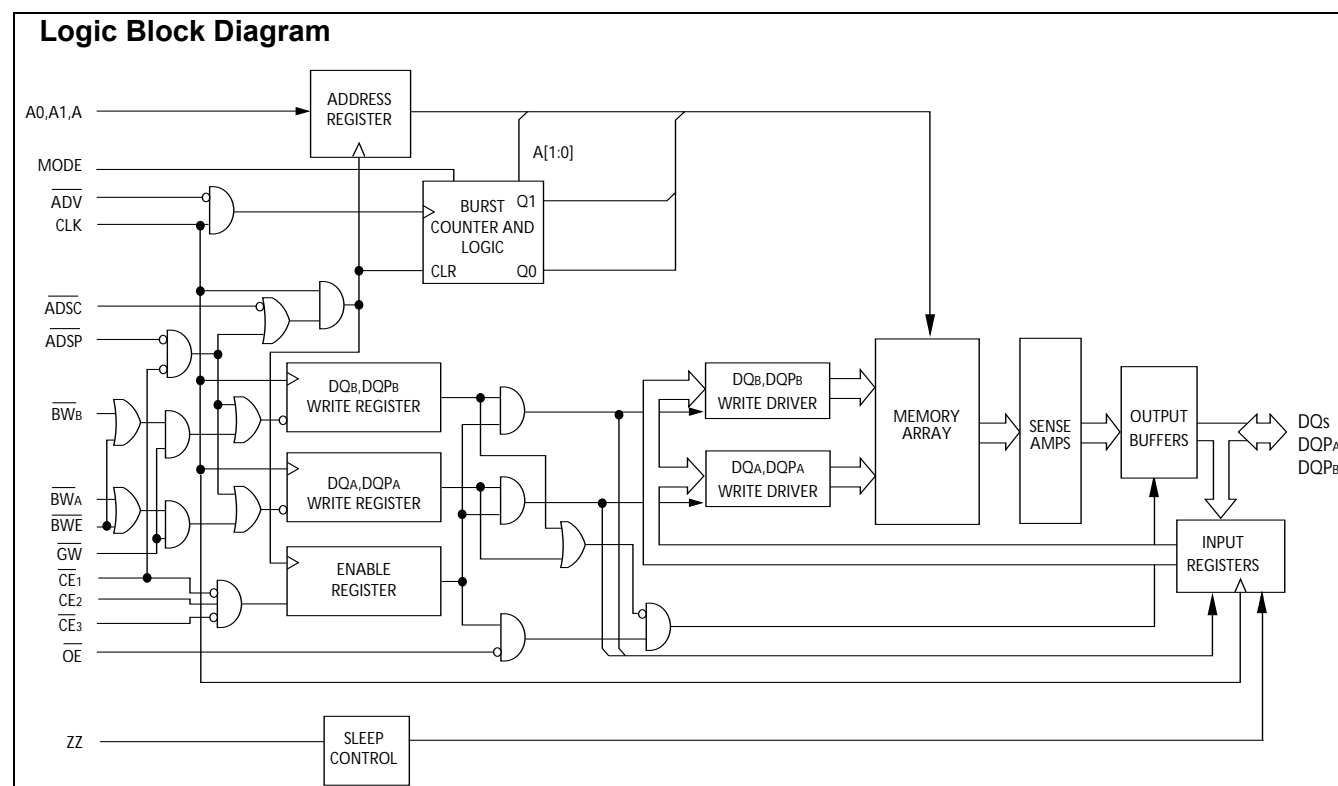 Logic Block Diagram
A0,A1,A
ADDRESS
REGISTER
MODE
A[1:0]
ADV
CLK
BURST
COUNTER AND
LOGIC
Q1
CLR
Q0
ADSC
ADSP
DQB,DQPB
WRITE REGISTER
BWB
DQA,DQPA
WRITE REGISTER
BWA
BWE
GW
CE1
CE2
CE3
ENABLE
REGISTER
OE
ZZ
SLEEP
CONTROL
DQB,DQPB
WRITE DRIVER
DQA,DQPA
WRITE DRIVER
MEMORY
ARRAY
SENSE
AMPS
OUTPUT
BUFFERS
DQs
DQPA
DQPB
INPUT
REGISTERS